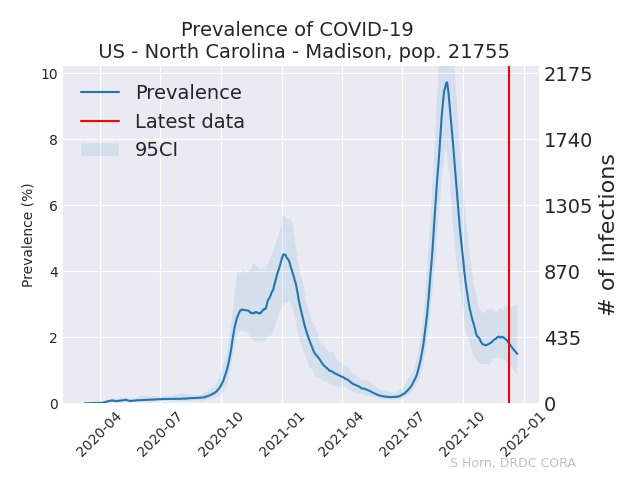 Prevalence of COVID-19
US - North Carolina - Madison, pop. 21755
Prevalence
Latest data
95CI
Prevalence (%)
10
8
6
4
2
0
2175
1740
1305
870
435
0
# of infections
2020-04
2020-07
2020-10
2021-01
2021-04
2021-07
2021-10
2022-01
S Horn, DRDC CORA